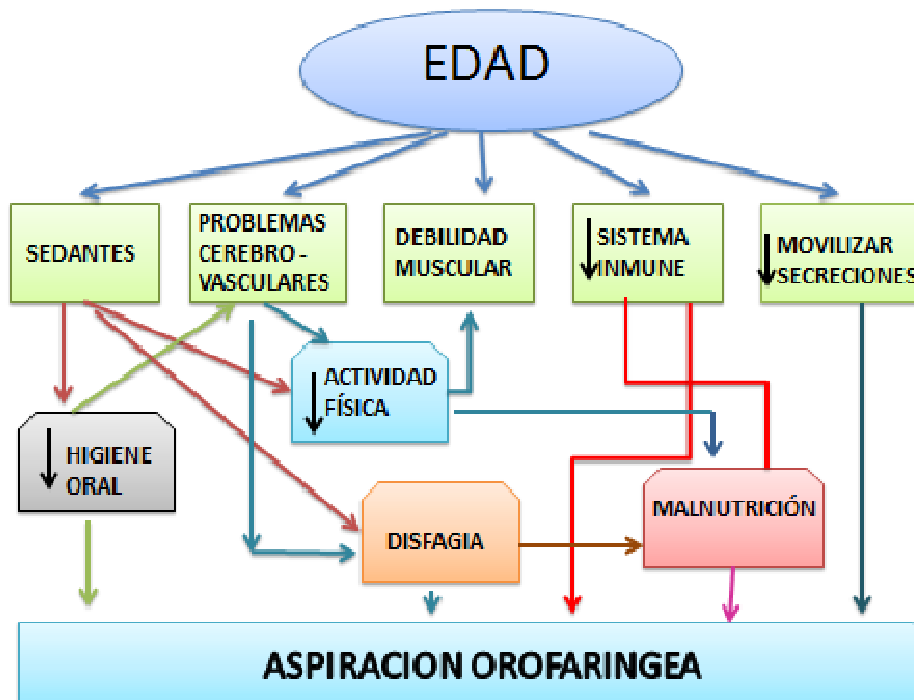 EDAD
SEDANTES
PROBLEMAS
CEREBRO -
VASCULARES
DEBILIDAD
MUSCULAR
SISTEMA
INMUNE
MOVILIZAR
SECRECIONES
ACTIVIDAD
FÍSICA
HIGIENE
ORAL
DISFAGIA
MALNUTRICIÓN
ASPIRACION OROFARINGEA